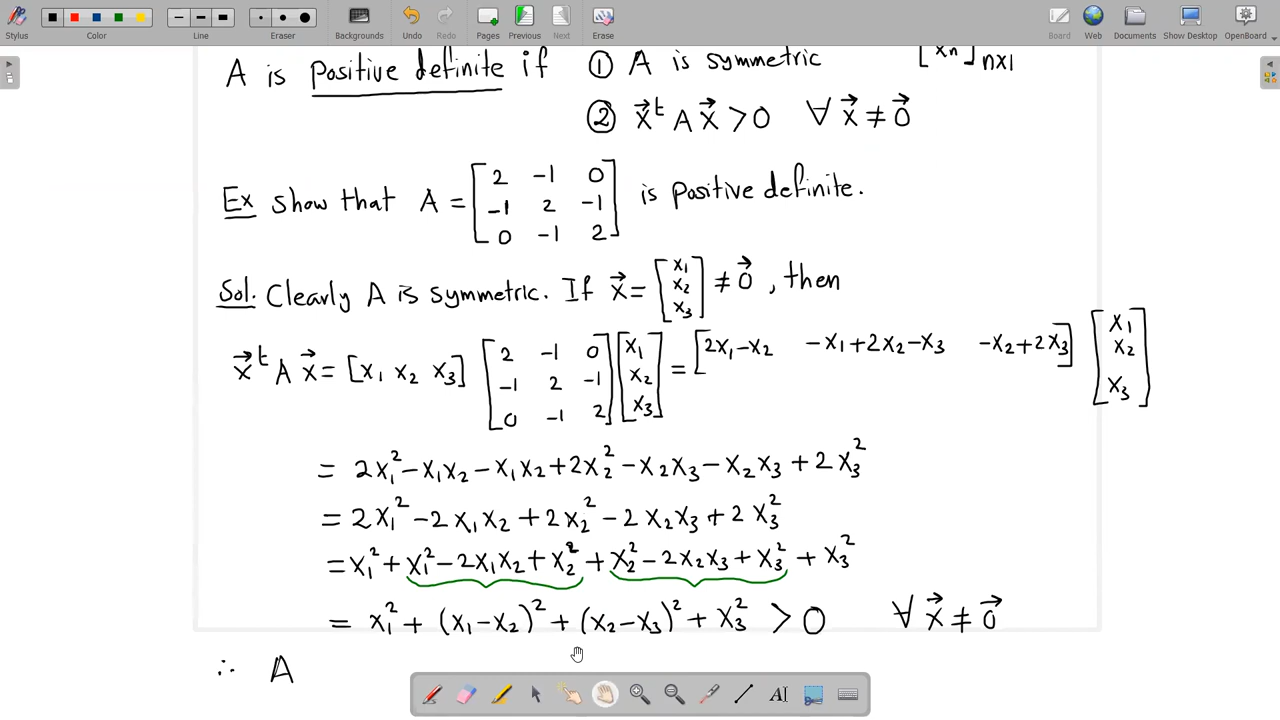 Stylus Color Line Eraser Backgrounds Undo Pages Previous Next Erase Board Web Documents Show Desktop OpenBoard
A is positive definite if ① A is symmetric [xn]nx1
② x⃗ᵗ A x⃗ > 0 ∀ x⃗ ≠ 0⃗
Ex show that A = [2 -1 0; -1 2 -1; 0 -1 2] is positive definite.
Sol. Clearly A is symmetric. If x⃗ = [x₁; x₂; x₃] ≠ 0⃗, then
x⃗ᵗ A x⃗ = [x₁ x₂ x₃] [2 -1 0; -1 2 -1; 0 -1 2] [x₁; x₂; x₃] = [2x₁-x₂ -x₁+2x₂-x₃ -x₂+2x₃] [x₁; x₂; x₃]
= 2x₁² - x₁x₂ - x₁x₂ + 2x₂² - x₂x₃ - x₂x₃ + 2x₃²
= 2x₁² - 2x₁x₂ + 2x₂² - 2x₂x₃ + 2x₃²
= x₁² + x₁² - 2x₁x₂ + x₂² + x₂² - 2x₂x₃ + x₃² + x₃²
= x₁² + (x₁-x₂)² + (x₂-x₃)² + x₃² > 0 ∀ x⃗ ≠ 0⃗
∴ A